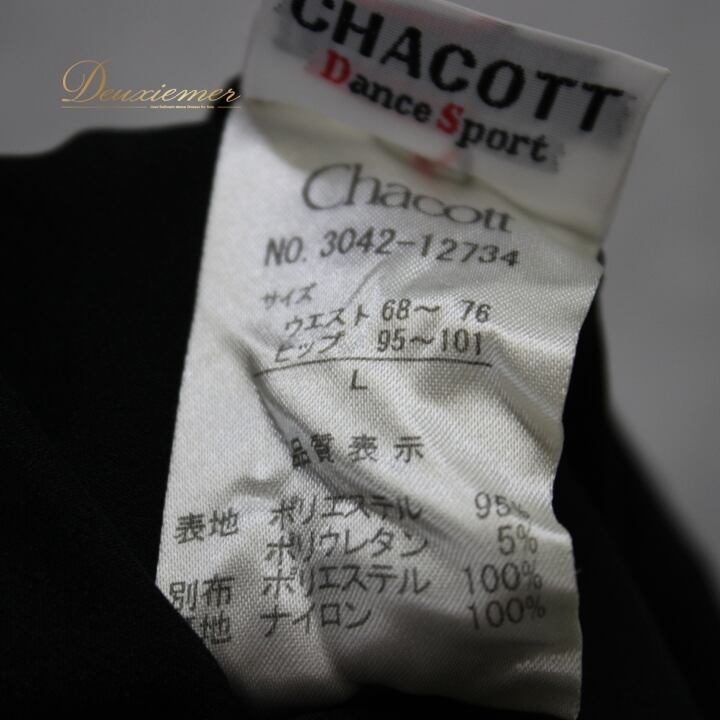 Deuxiemer
CHACOTT
Dance Sport
Chacott
NO. 3042-12734
サイズ
ウエスト 68~ 76
ヒップ 95~101
L
品質表示
表地 ポリエステル 95%
ポリウレタン 5%
別布 ポリエステル 100%
地 ナイロン 100%